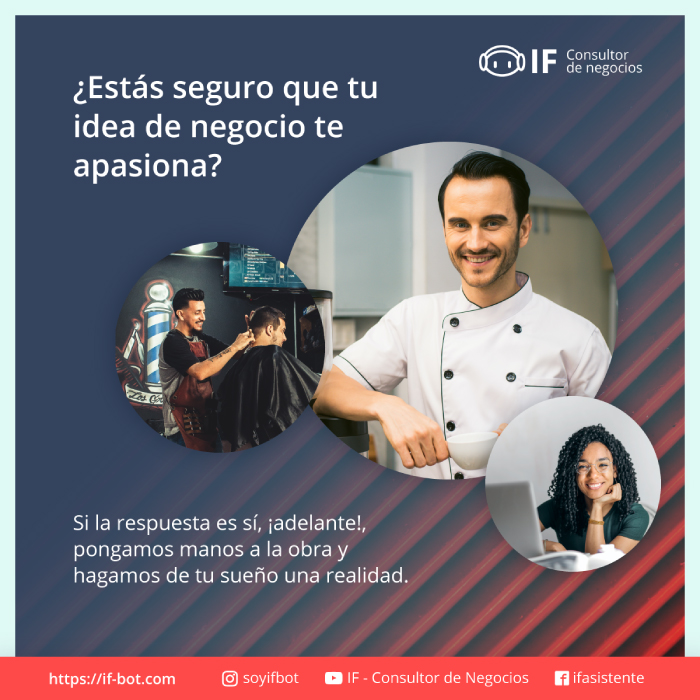 IF Consultor
de negocios
¿Estás seguro que tu
idea de negocio te
apasiona?
Si la respuesta es sí, ¡adelante!,
pongamos manos a la obra y
hagamos de tu sueño una realidad.
https://if-bot.com soyifbot IF - Consultor de Negocios ifasistente